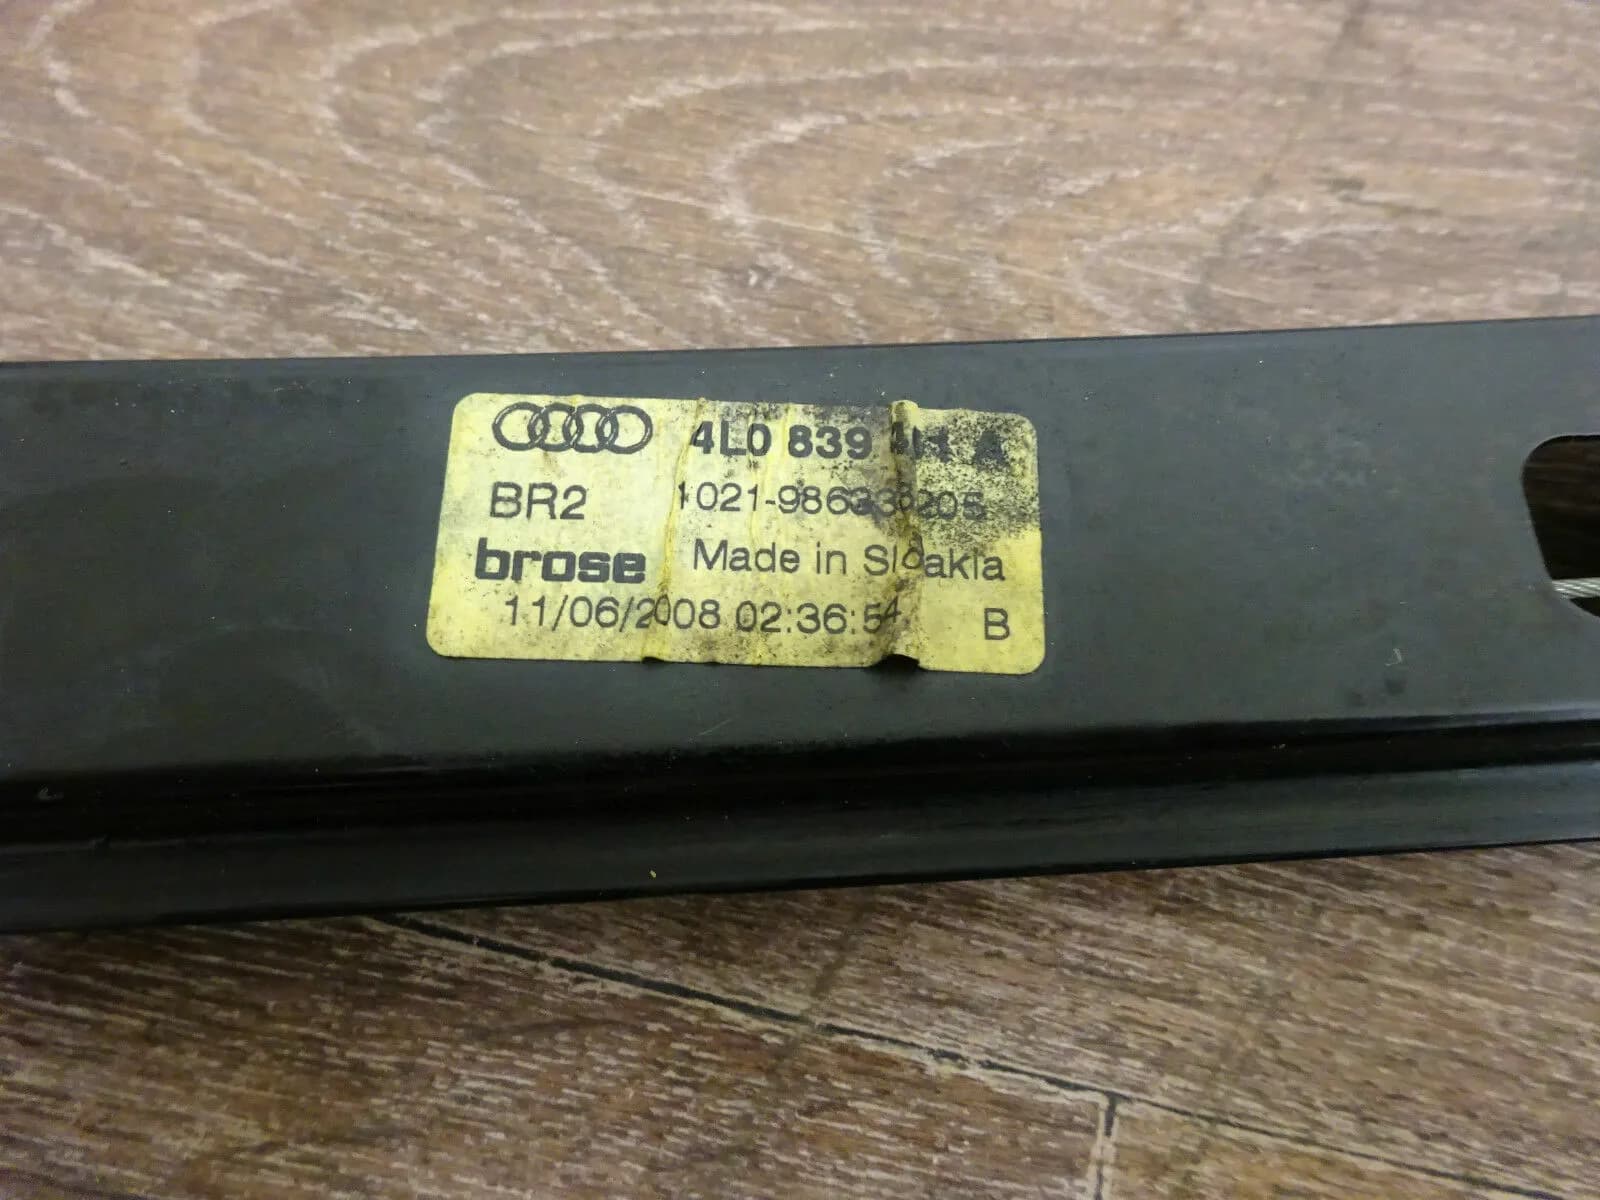 4L0 839 A
BR2
brose Made in Slovakia
11/06/2008 02:36:54 B